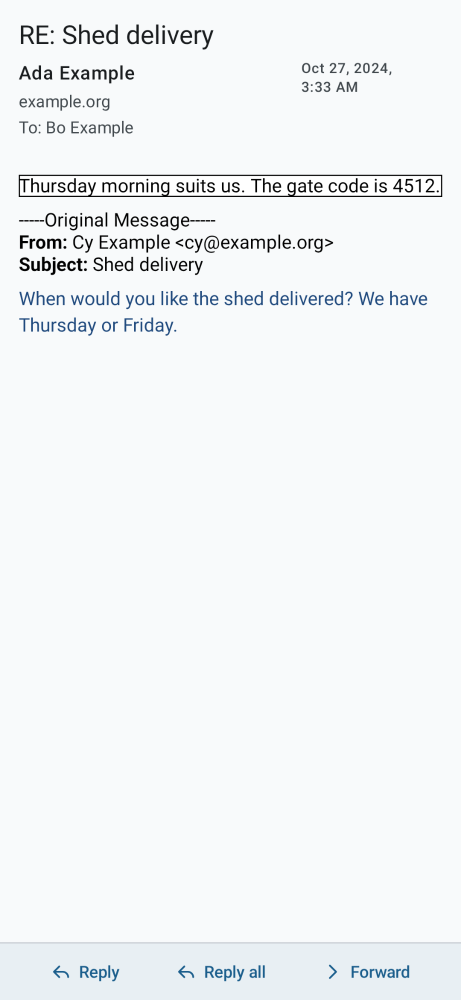 RE: Shed delivery
Ada Example
Oct 27, 2024,
3:33 AM
example.org
To: Bo Example
Thursday morning suits us. The gate code is 4512.
-----Original Message-----
From: Cy Example <cy@example.org>
Subject: Shed delivery
When would you like the shed delivered? We have
Thursday or Friday.
Reply
Reply all
Forward